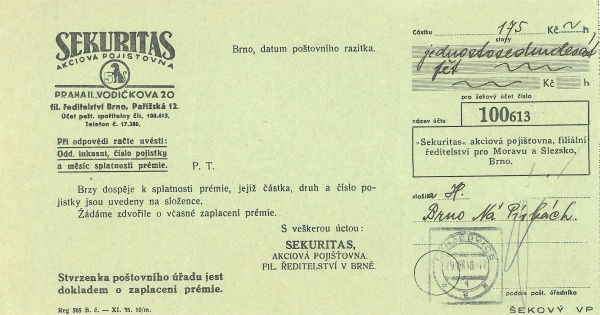 SEKURITAS
AKCIOVÁ POJIŠŤOVNA
PRAHA II., VODIČKOVA 20
fil. ředitelství Brno, Pařížská 12.
Účet pošt. spořitelny čís. 100.613.
Telefon č. 17.280.
Při odpovědi račte uvésti:
Odd. inkasní, číslo pojistky
a měsíc splatnosti prémie.
Brno, datum poštovního razítka.
P. T.
Brzy dospěje k splatnosti prémie, jejíž částka, druh a číslo po-
jistky jsou uvedeny na složence.
Žádáme zdvořile o včasné zaplacení prémie.
S veškerou úctou:
SEKURITAS,
AKCIOVÁ POJIŠŤOVNA.
FIL. ŘEDITELSTVÍ V BRNĚ.
Stvrzenka poštovního úřadu jest
dokladem o zaplacení prémie.
Reg 565 B. č. — XI. 35. 10/m.
Částku 175 Kč h
slovy
jednostosedmdesát
pět Kč h
pro šekový účet číslo
100613
název účtu
»Sekuritas« akciová pojišťovna, filiální
ředitelství pro Moravu a Slezsko,
Brno.
vložil/a H.
Brno Na Pískách.
podpis pošt. úředníka
ŠEKOVÝ VP